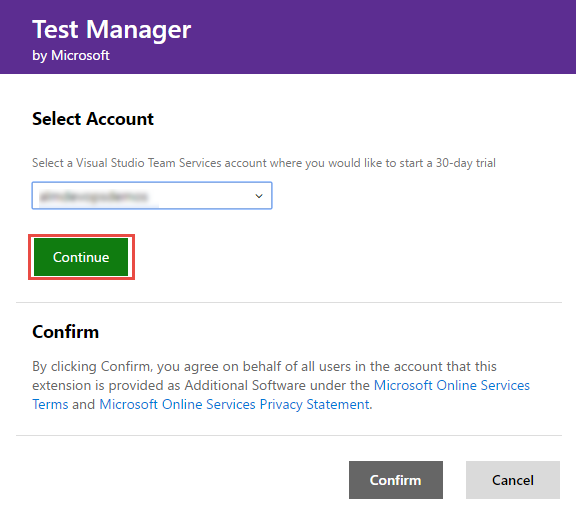 Test Manager
by Microsoft
Select Account
Select a Visual Studio Team Services account where you would like to start a 30-day trial
Continue
Confirm
By clicking Confirm, you agree on behalf of all users in the account that this
extension is provided as Additional Software under the Microsoft Online Services
Terms and Microsoft Online Services Privacy Statement.
Confirm
Cancel